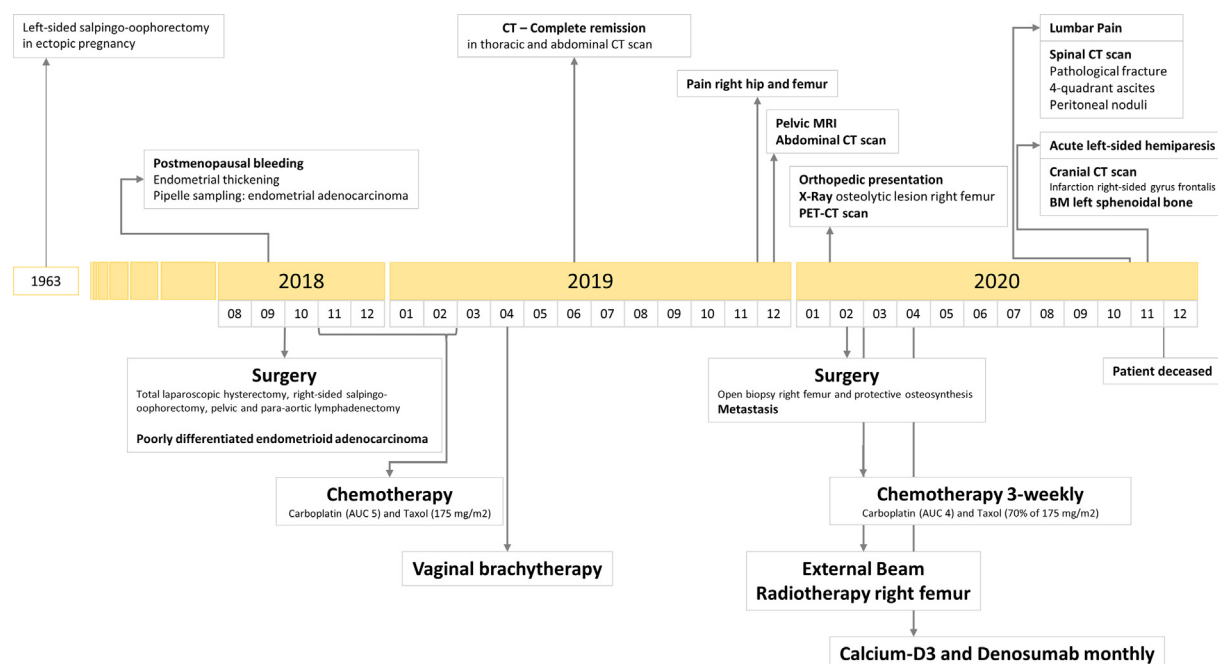 Left-sided salpingo-oophorectomy
in ectopic pregnancy
CT – Complete remission
in thoracic and abdominal CT scan
Lumbar Pain
Spinal CT scan
Pathological fracture
4-quadrant ascites
Peritoneal noduli
Pain right hip and femur
Pelvic MRI
Abdominal CT scan
Acute left-sided hemiparesis
Cranial CT scan
Infarction right-sided gyrus frontalis
BM left sphenoidal bone
Postmenopausal bleeding
Endometrial thickening
Pipelle sampling: endometrial adenocarcinoma
Orthopedic presentation
X-Ray osteolytic lesion right femur
PET-CT scan
1963 2018 2019 2020
08 09 10 11 12 01 02 03 04 05 06 07 08 09 10 11 12 01 02 03 04 05 06 07 08 09 10 11 12
Surgery
Total laparoscopic hysterectomy, right-sided salpingo-
oophorectomy, pelvic and para-aortic lymphadenectomy
Poorly differentiated endometrioid adenocarcinoma
Surgery
Open biopsy right femur and protective osteosynthesis
Metastasis
Patient deceased
Chemotherapy
Carboplatin (AUC 5) and Taxol (175 mg/m2)
Chemotherapy 3-weekly
Carboplatin (AUC 4) and Taxol (70% of 175 mg/m2)
Vaginal brachytherapy
External Beam
Radiotherapy right femur
Calcium-D3 and Denosumab monthly